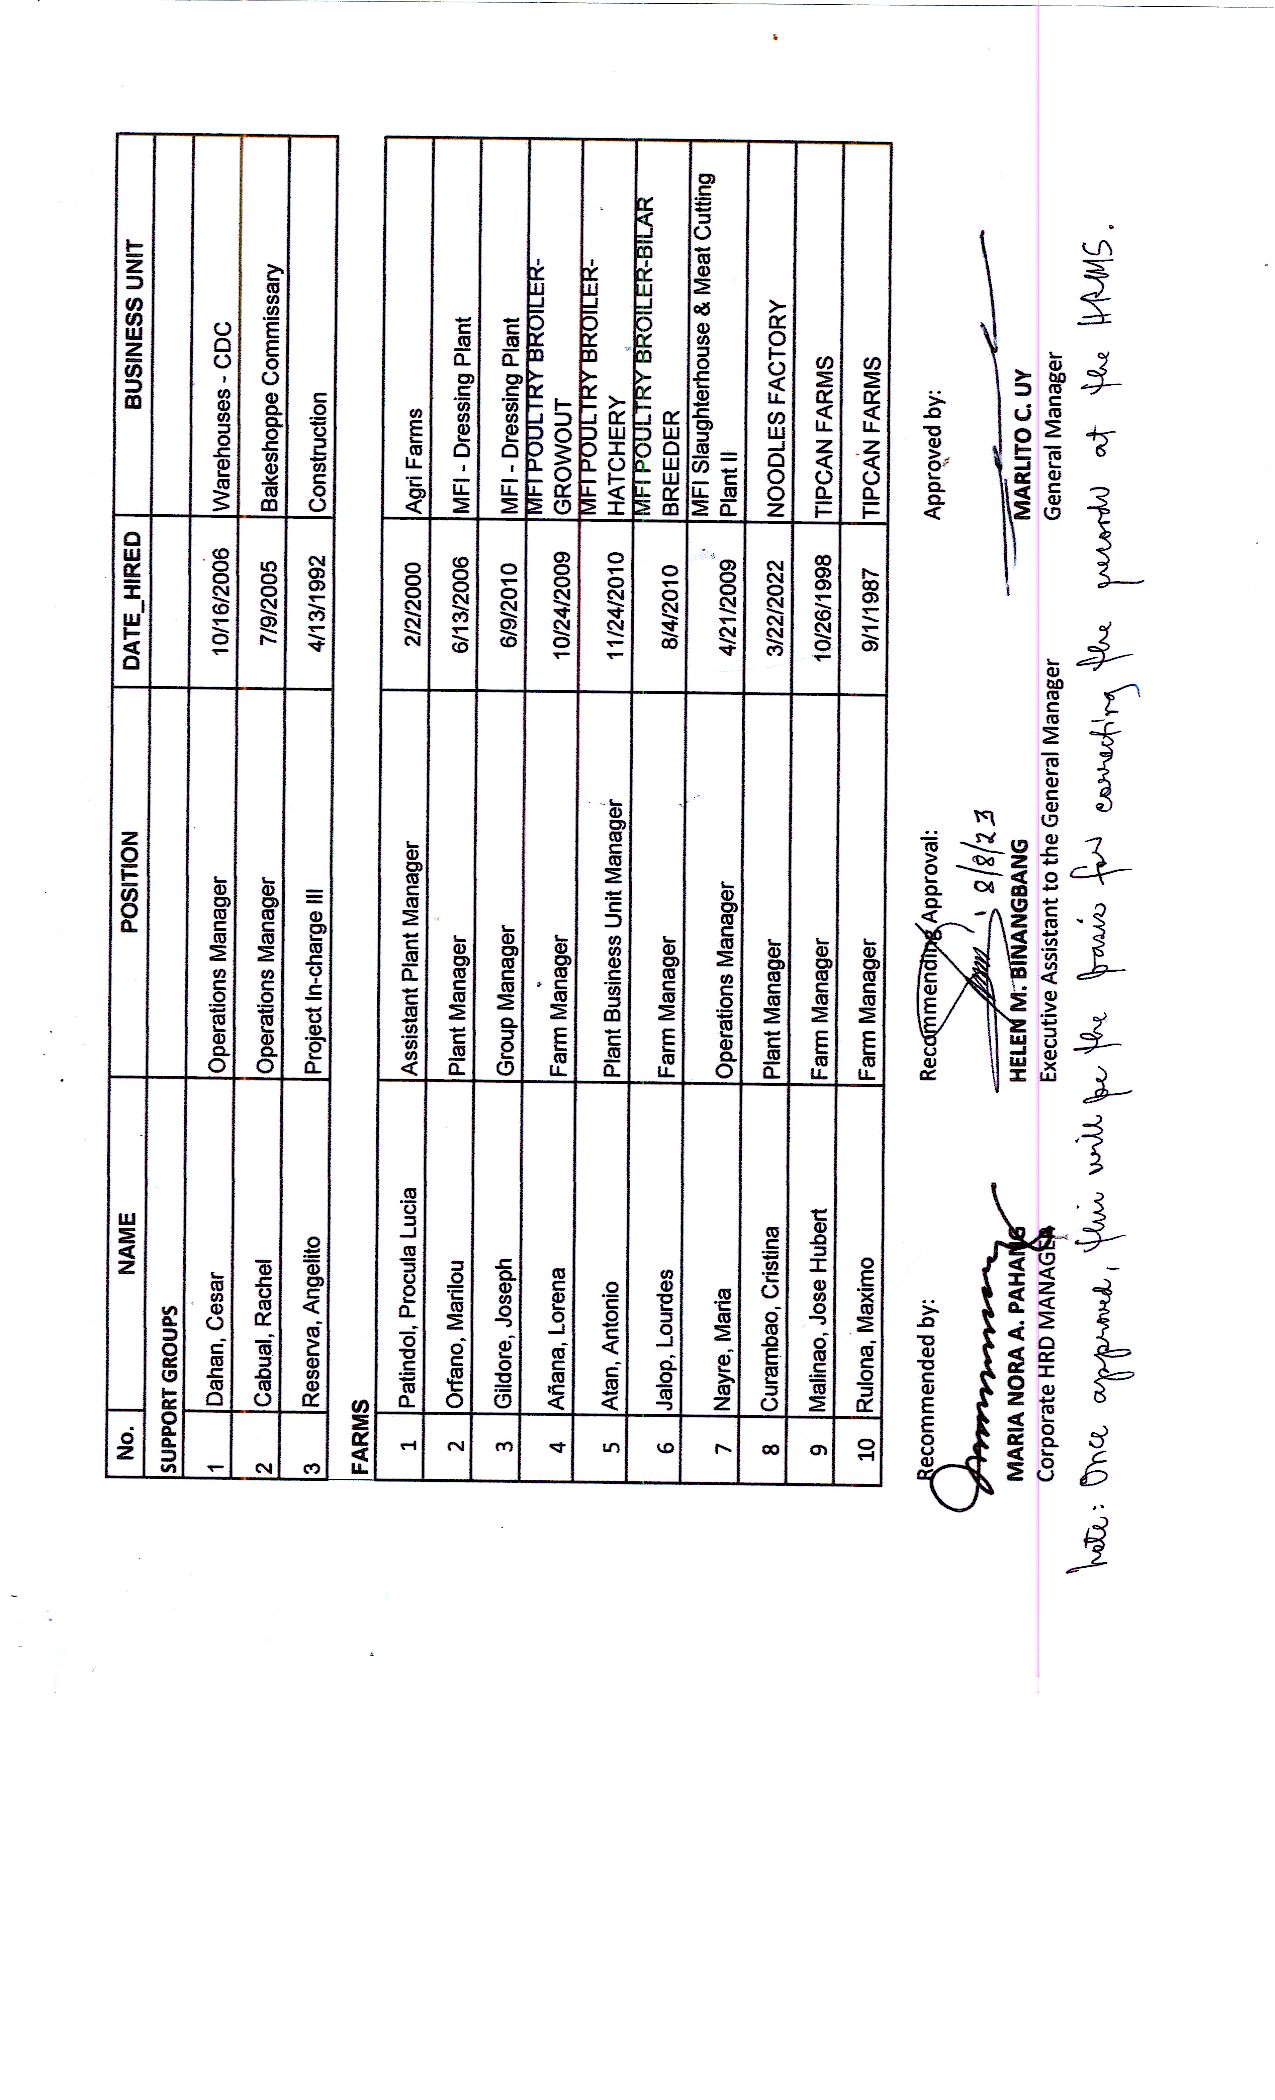 No. NAME POSITION DATE_HIRED BUSINESS UNIT
SUPPORT GROUPS
1 Dahan, Cesar Operations Manager 10/16/2006 Warehouses - CDC
2 Cabual, Rachel Operations Manager 7/9/2005 Bakeshoppe Commissary
3 Reserva, Angelito Project In-charge III 4/13/1992 Construction
FARMS
1 Patindol, Procula Lucia Assistant Plant Manager 2/2/2000 Agri Farms
2 Orfano, Marilou Plant Manager 6/13/2006 MFI - Dressing Plant
3 Gildore, Joseph Group Manager 6/9/2010 MFI - Dressing Plant
4 Añana, Lorena Farm Manager 10/24/2009 MFI POULTRY BROILER-
GROWOUT
5 Atan, Antonio Plant Business Unit Manager 11/24/2010 MFI POULTRY BROILER-
HATCHERY
6 Jalop, Lourdes Farm Manager 8/4/2010 MFI POULTRY BROILER-BILAR
BREEDER
7 Nayre, Maria Operations Manager 4/21/2009 MFI Slaughterhouse & Meat Cutting
Plant II
8 Curambao, Cristina Plant Manager 3/22/2022 NOODLES FACTORY
9 Malinao, Jose Hubert Farm Manager 10/26/1998 TIPCAN FARMS
10 Rulona, Maximo Farm Manager 9/1/1987 TIPCAN FARMS
Recommended by: Recommending Approval: Approved by:
8/8/23
MARIA NORA A. PAHANG HELEN M. BINANGBANG MARLITO C. UY
Corporate HRD MANAGER Executive Assistant to the General Manager General Manager
Note: Once approved, this will be the basis for correcting the records at the HRMS.